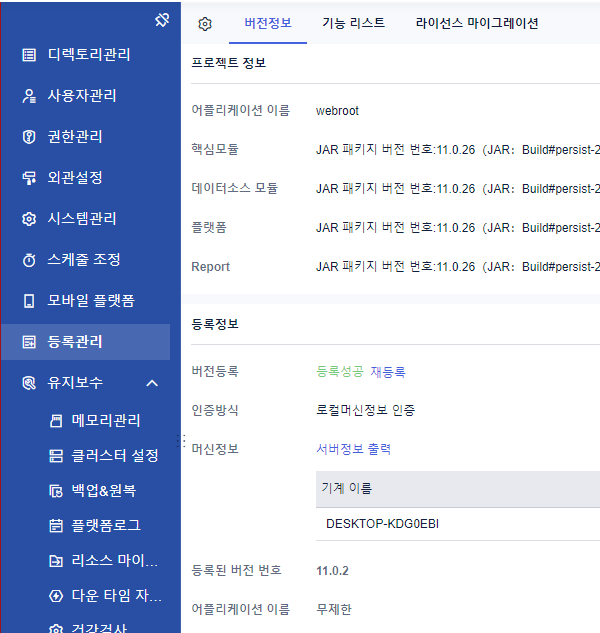 디렉토리관리
사용자관리
권한관리
외관설정
시스템관리
스케줄 조정
모바일 플랫폼
등록관리
유지보수
메모리관리
클러스터 설정
백업&원복
플랫폼로그
리소스 마이...
다운 타임 자...
건강검사
버전정보 기능 리스트 라이선스 마이그레이션
프로젝트 정보
어플리케이션 이름 webroot
핵심모듈 JAR 패키지 버전 번호:11.0.26（JAR：Build#persist-2
데이터소스 모듈 JAR 패키지 버전 번호:11.0.26（JAR：Build#persist-2
플랫폼 JAR 패키지 버전 번호:11.0.26（JAR：Build#persist-2
Report JAR 패키지 버전 번호:11.0.26（JAR：Build#persist-2
등록정보
버전등록 등록성공 재등록
인증방식 로컬머신정보 인증
머신정보 서버정보 출력
기계 이름
DESKTOP-KDG0EBI
등록된 버전 번호 11.0.2
어플리케이션 이름 무제한